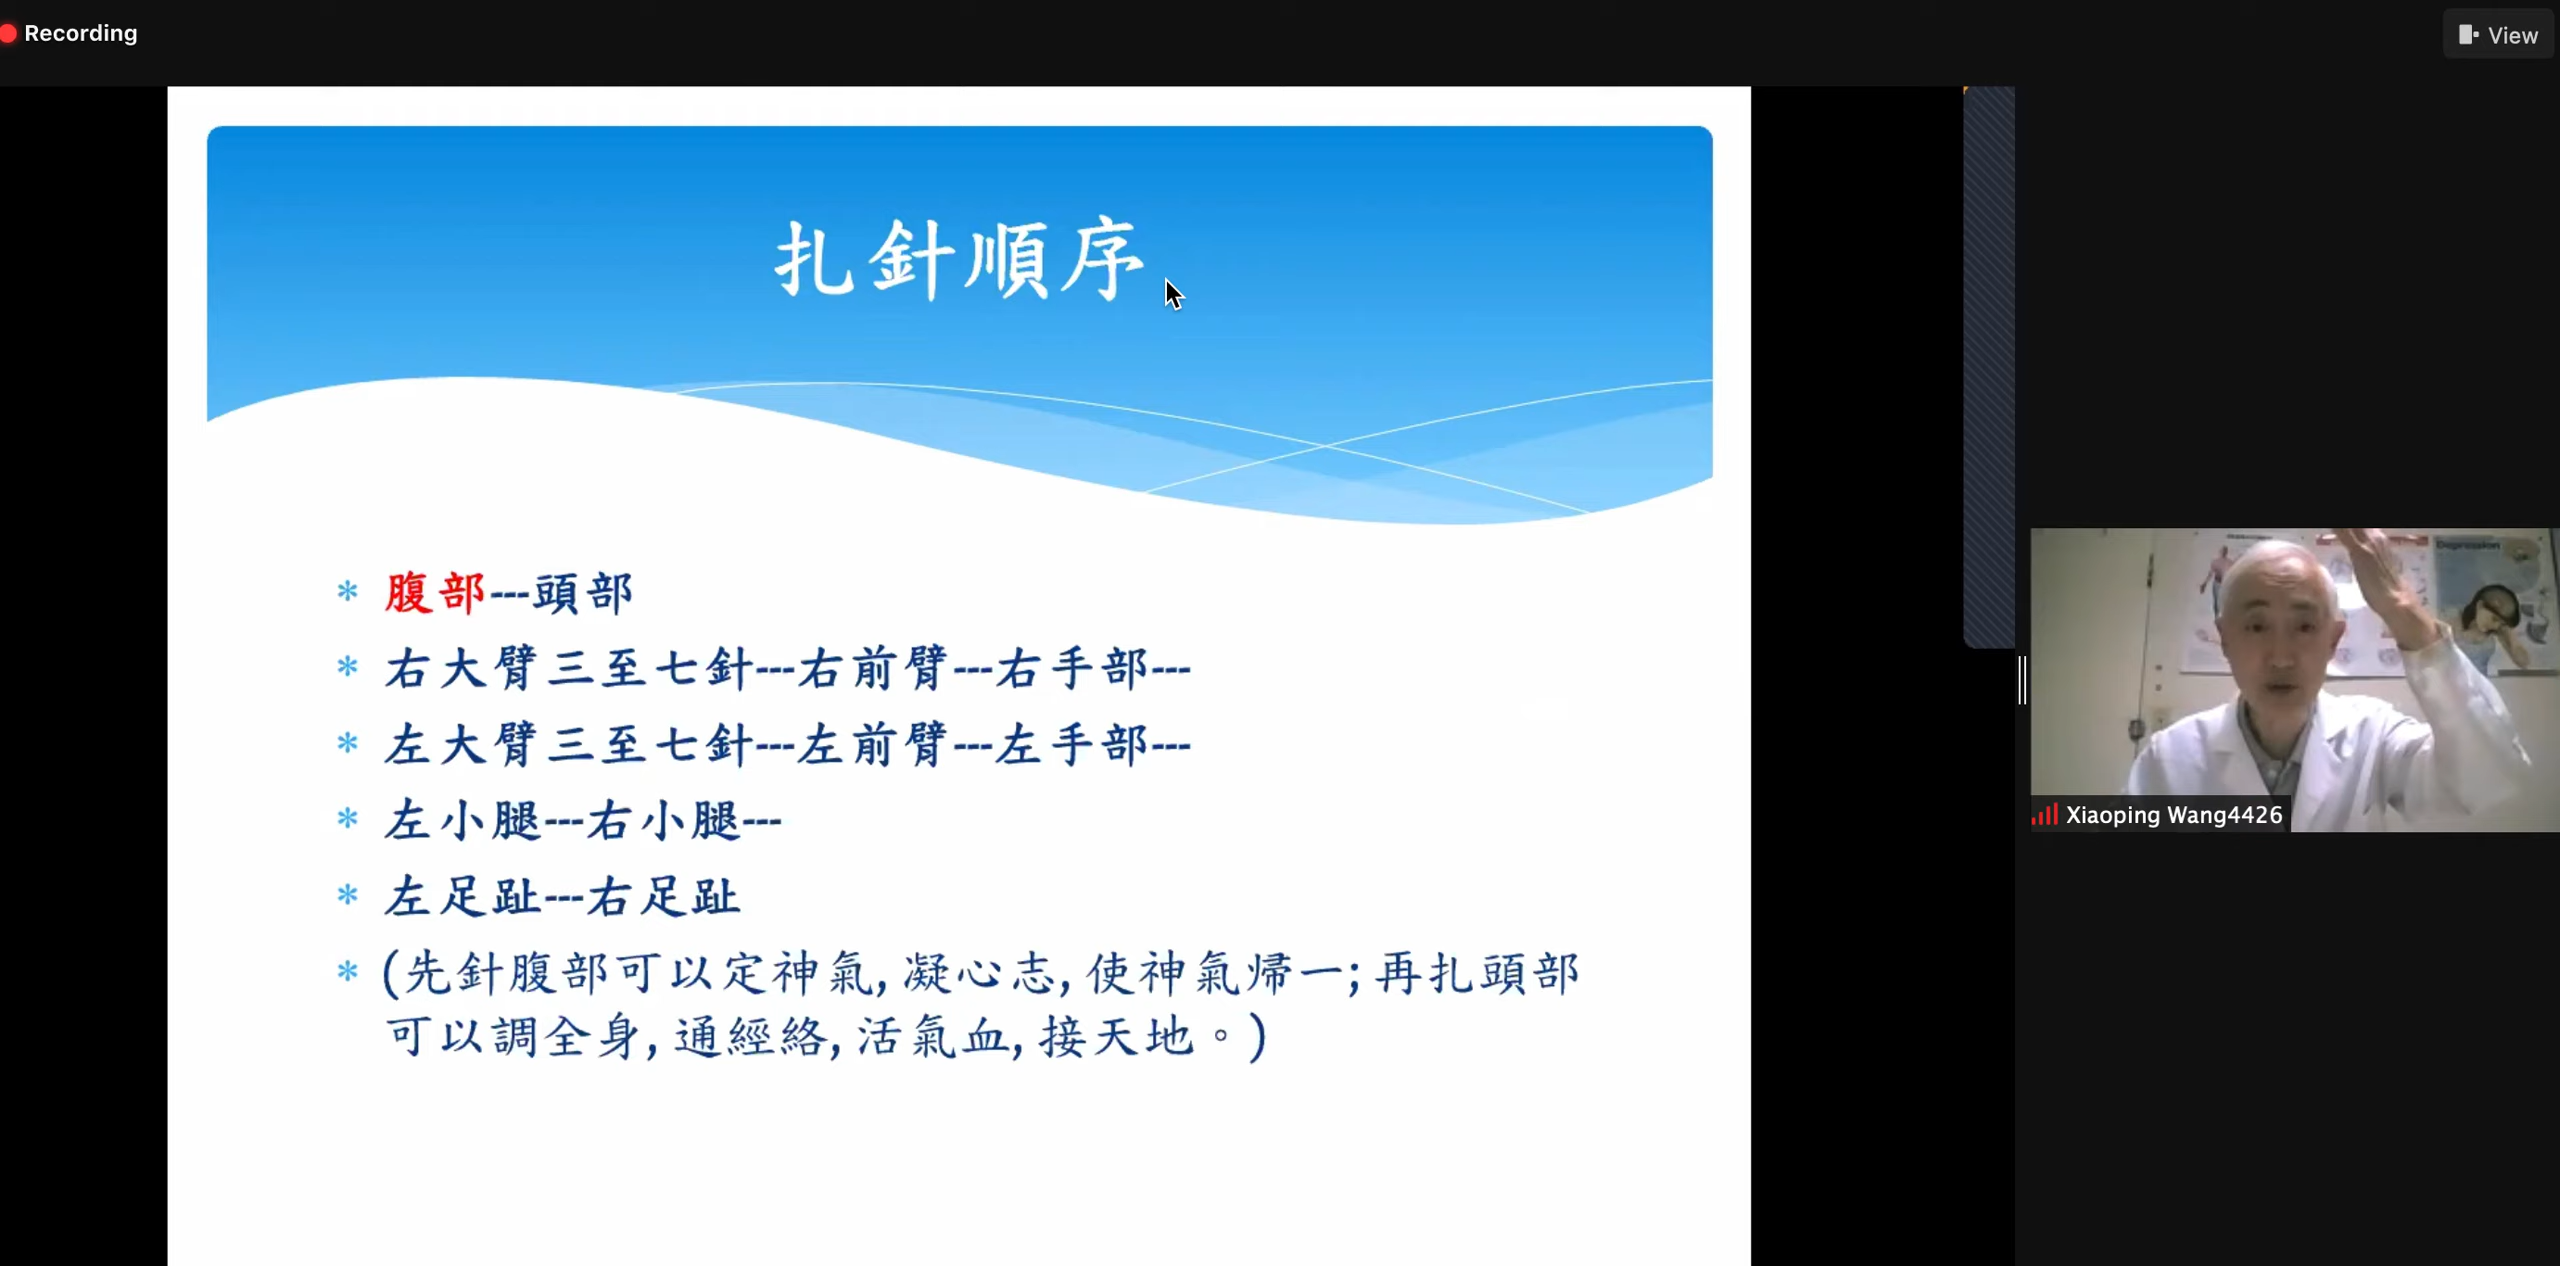 Recording
View
扎針順序
* 腹部---頭部
* 右大臂三至七針---右前臂---右手部---
* 左大臂三至七針---左前臂---左手部---
* 左小腿---右小腿---
* 左足趾---右足趾
* (先針腹部可以定神氣,凝心志,使神氣帰一;再扎頭部
可以調全身,通經絡,活氣血,接天地。)
Depression
Xiaoping Wang4426